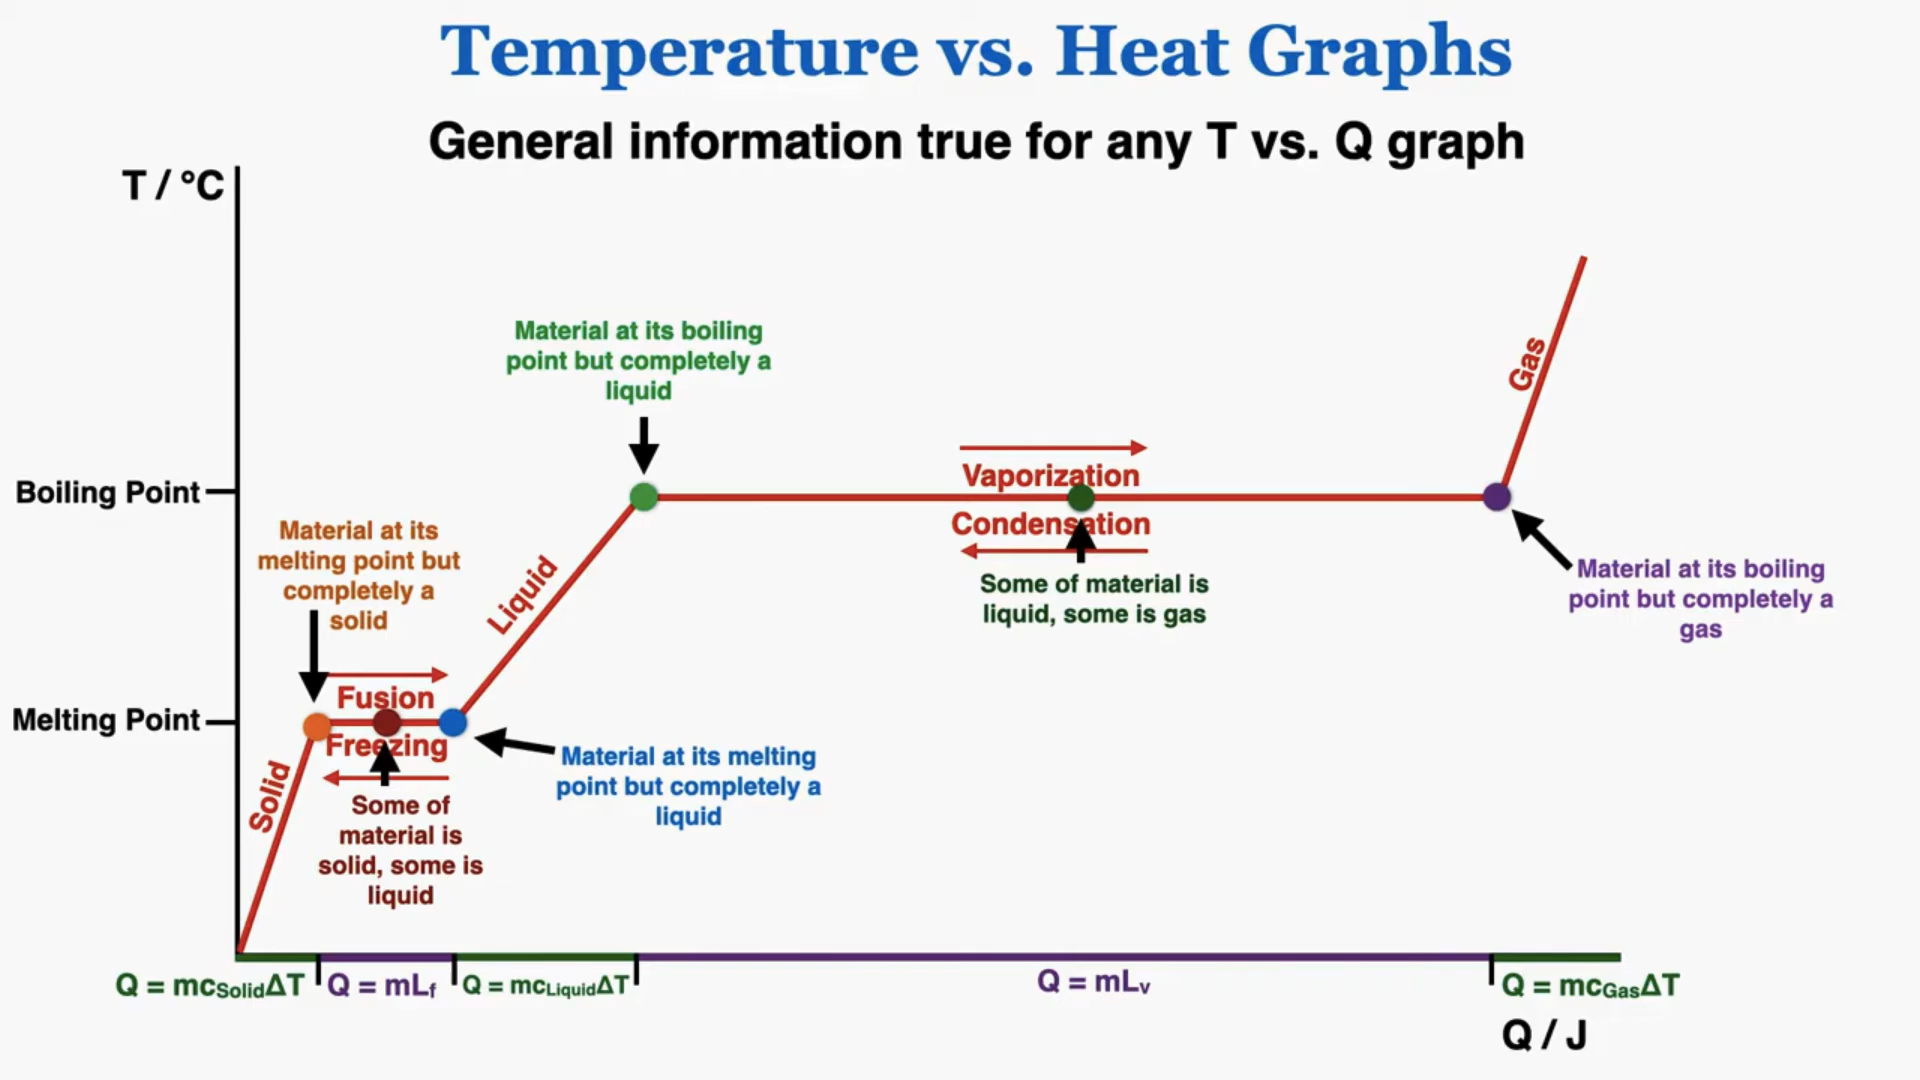 Temperature vs. Heat Graphs
General information true for any T vs. Q graph
T / °C
Gas
Material at its boiling
point but completely a
liquid
Vaporization
Boiling Point
Condensation
Material at its
melting point but
completely a
solid
Liquid
Some of material is
liquid, some is gas
Material at its boiling
point but completely a
gas
Fusion
Melting Point
Freezing
Solid
Material at its melting
point but completely a
liquid
Some of
material is
solid, some is
liquid
Q = mcSolidΔT
Q = mLf
Q = mcLiquidΔT
Q = mLv
Q = mcGasΔT
Q / J